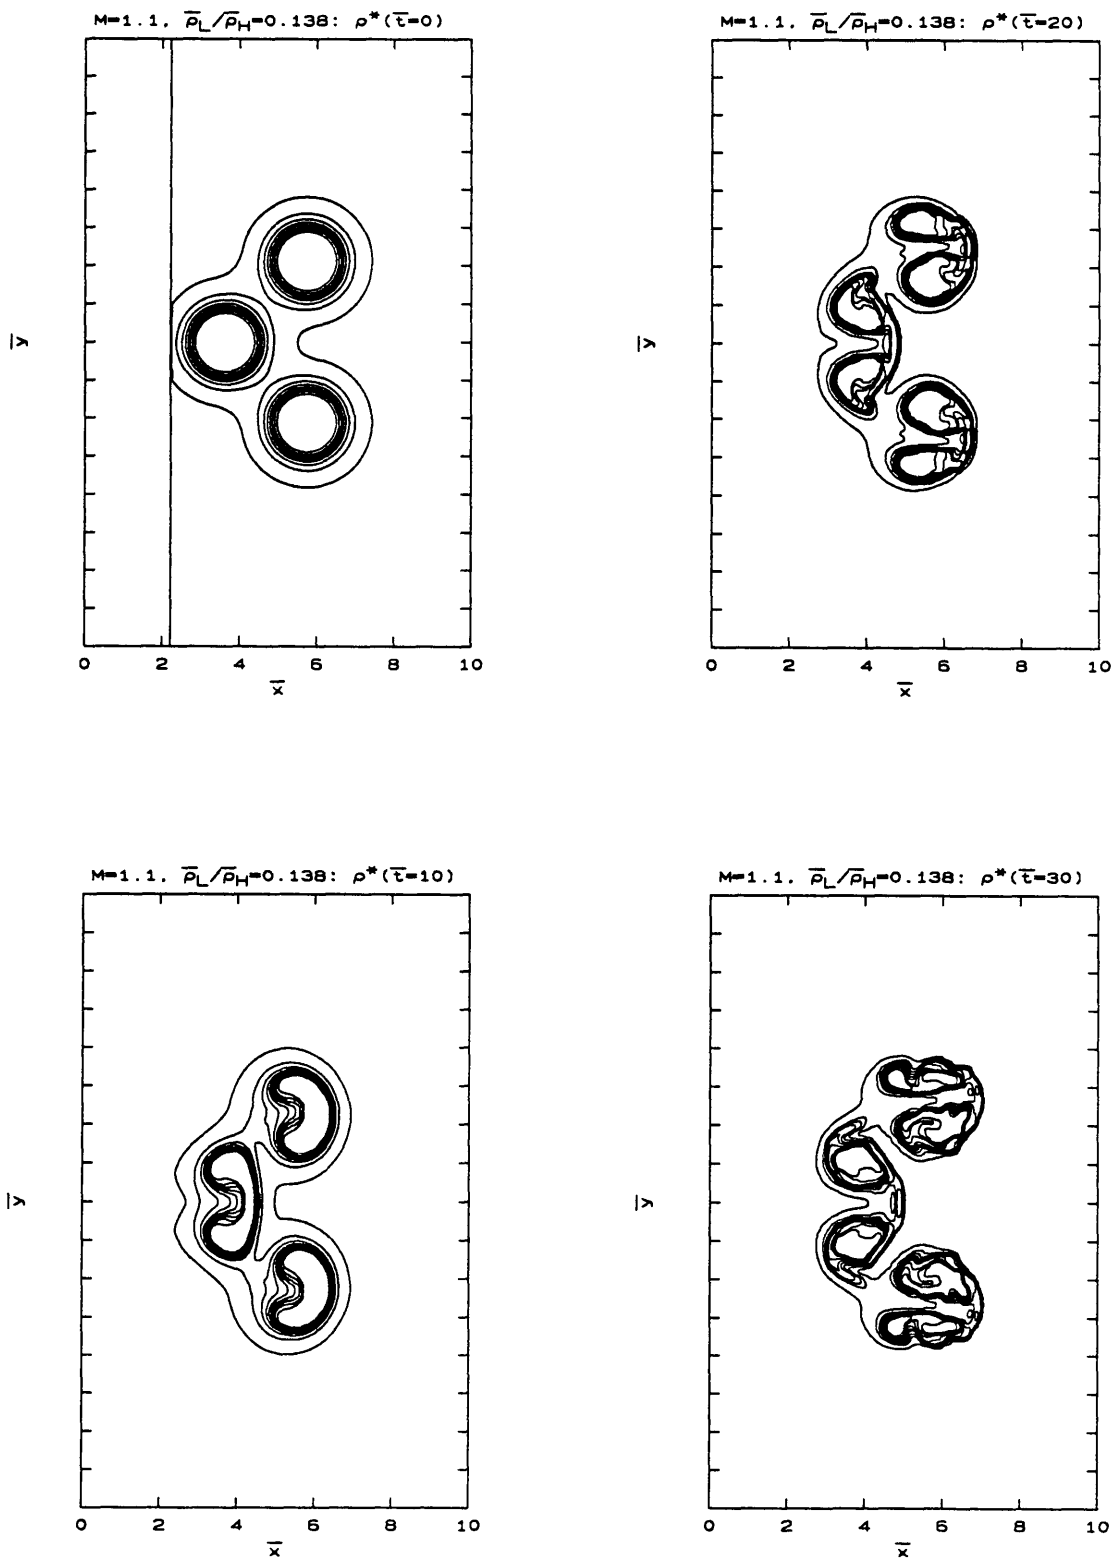 M=1.1, ρ̅L/ρ̅H=0.138: ρ*(t̅=0)
y̅
0 2 4 6 8 10
x̅
M=1.1, ρ̅L/ρ̅H=0.138: ρ*(t̅=20)
y̅
0 2 4 6 8 10
x̅
M=1.1, ρ̅L/ρ̅H=0.138: ρ*(t̅=10)
y̅
0 2 4 6 8 10
x̅
M=1.1, ρ̅L/ρ̅H=0.138: ρ*(t̅=30)
y̅
0 2 4 6 8 10
x̅